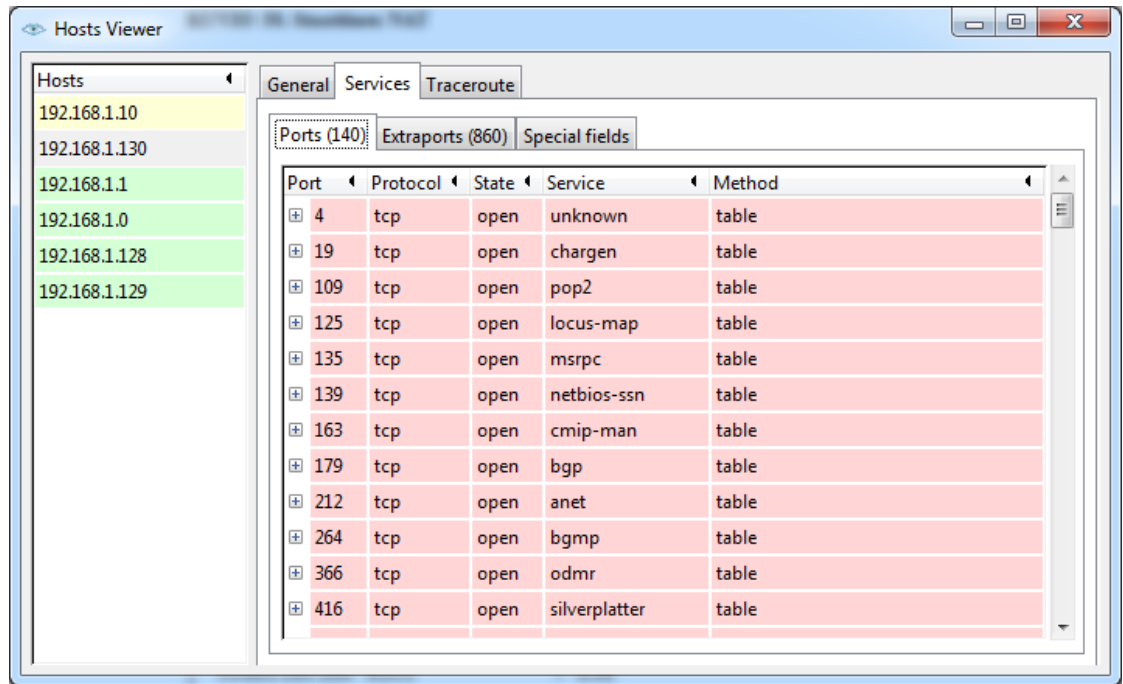 Hosts Viewer
Hosts
192.168.1.10
192.168.1.130
192.168.1.1
192.168.1.0
192.168.1.128
192.168.1.129
General Services Traceroute
Ports (140) Extraports (860) Special fields
Port Protocol State Service Method
4 tcp open unknown table
19 tcp open chargen table
109 tcp open pop2 table
125 tcp open locus-map table
135 tcp open msrpc table
139 tcp open netbios-ssn table
163 tcp open cmip-man table
179 tcp open bgp table
212 tcp open anet table
264 tcp open bgmp table
366 tcp open odmr table
416 tcp open silverplatter table